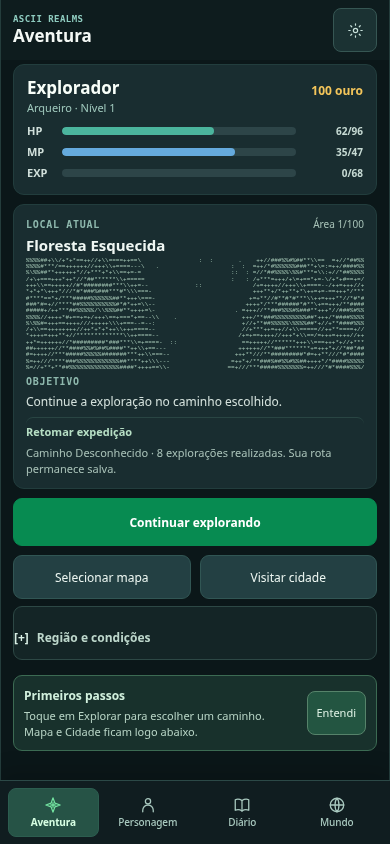 ASCII REALMS
Aventura
Explorador
100 ouro
Arqueiro · Nível 1
HP 62/96
MP 35/47
EXP 0/68
LOCAL ATUAL
Área 1/100
Floresta Esquecida
OBJETIVO
Continue a exploração no caminho escolhido.
Retomar expedição
Caminho Desconhecido · 8 explorações realizadas. Sua rota
permanece salva.
Continuar explorando
Selecionar mapa
Visitar cidade
[+] Região e condições
Primeiros passos
Toque em Explorar para escolher um caminho.
Mapa e Cidade ficam logo abaixo.
Entendi
Aventura
Personagem
Diário
Mundo